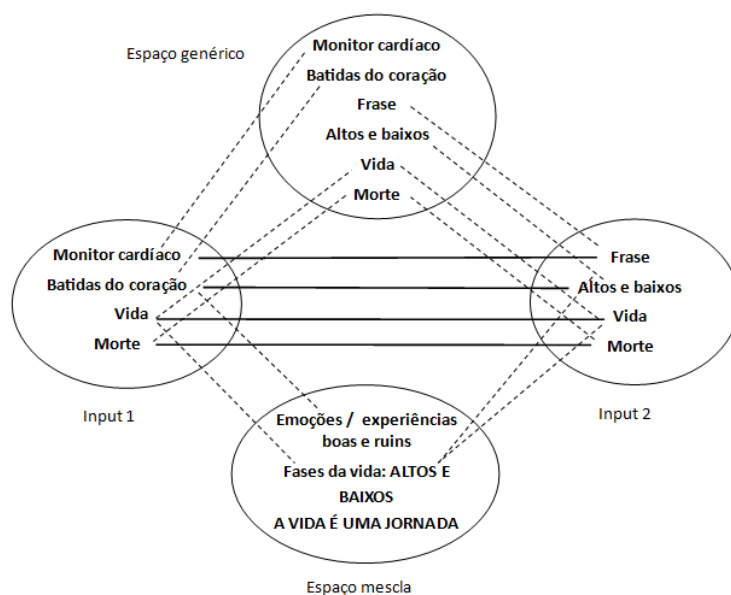 Espaço genérico
Monitor cardíaco
Batidas do coração
Frase
Altos e baixos
Vida
Morte
Monitor cardíaco
Batidas do coração
Vida
Morte
Input 1
Frase
Altos e baixos
Vida
Morte
Input 2
Emoções / experiências
boas e ruins
Fases da vida: ALTOS E
BAIXOS
A VIDA É UMA JORNADA
Espaço mescla